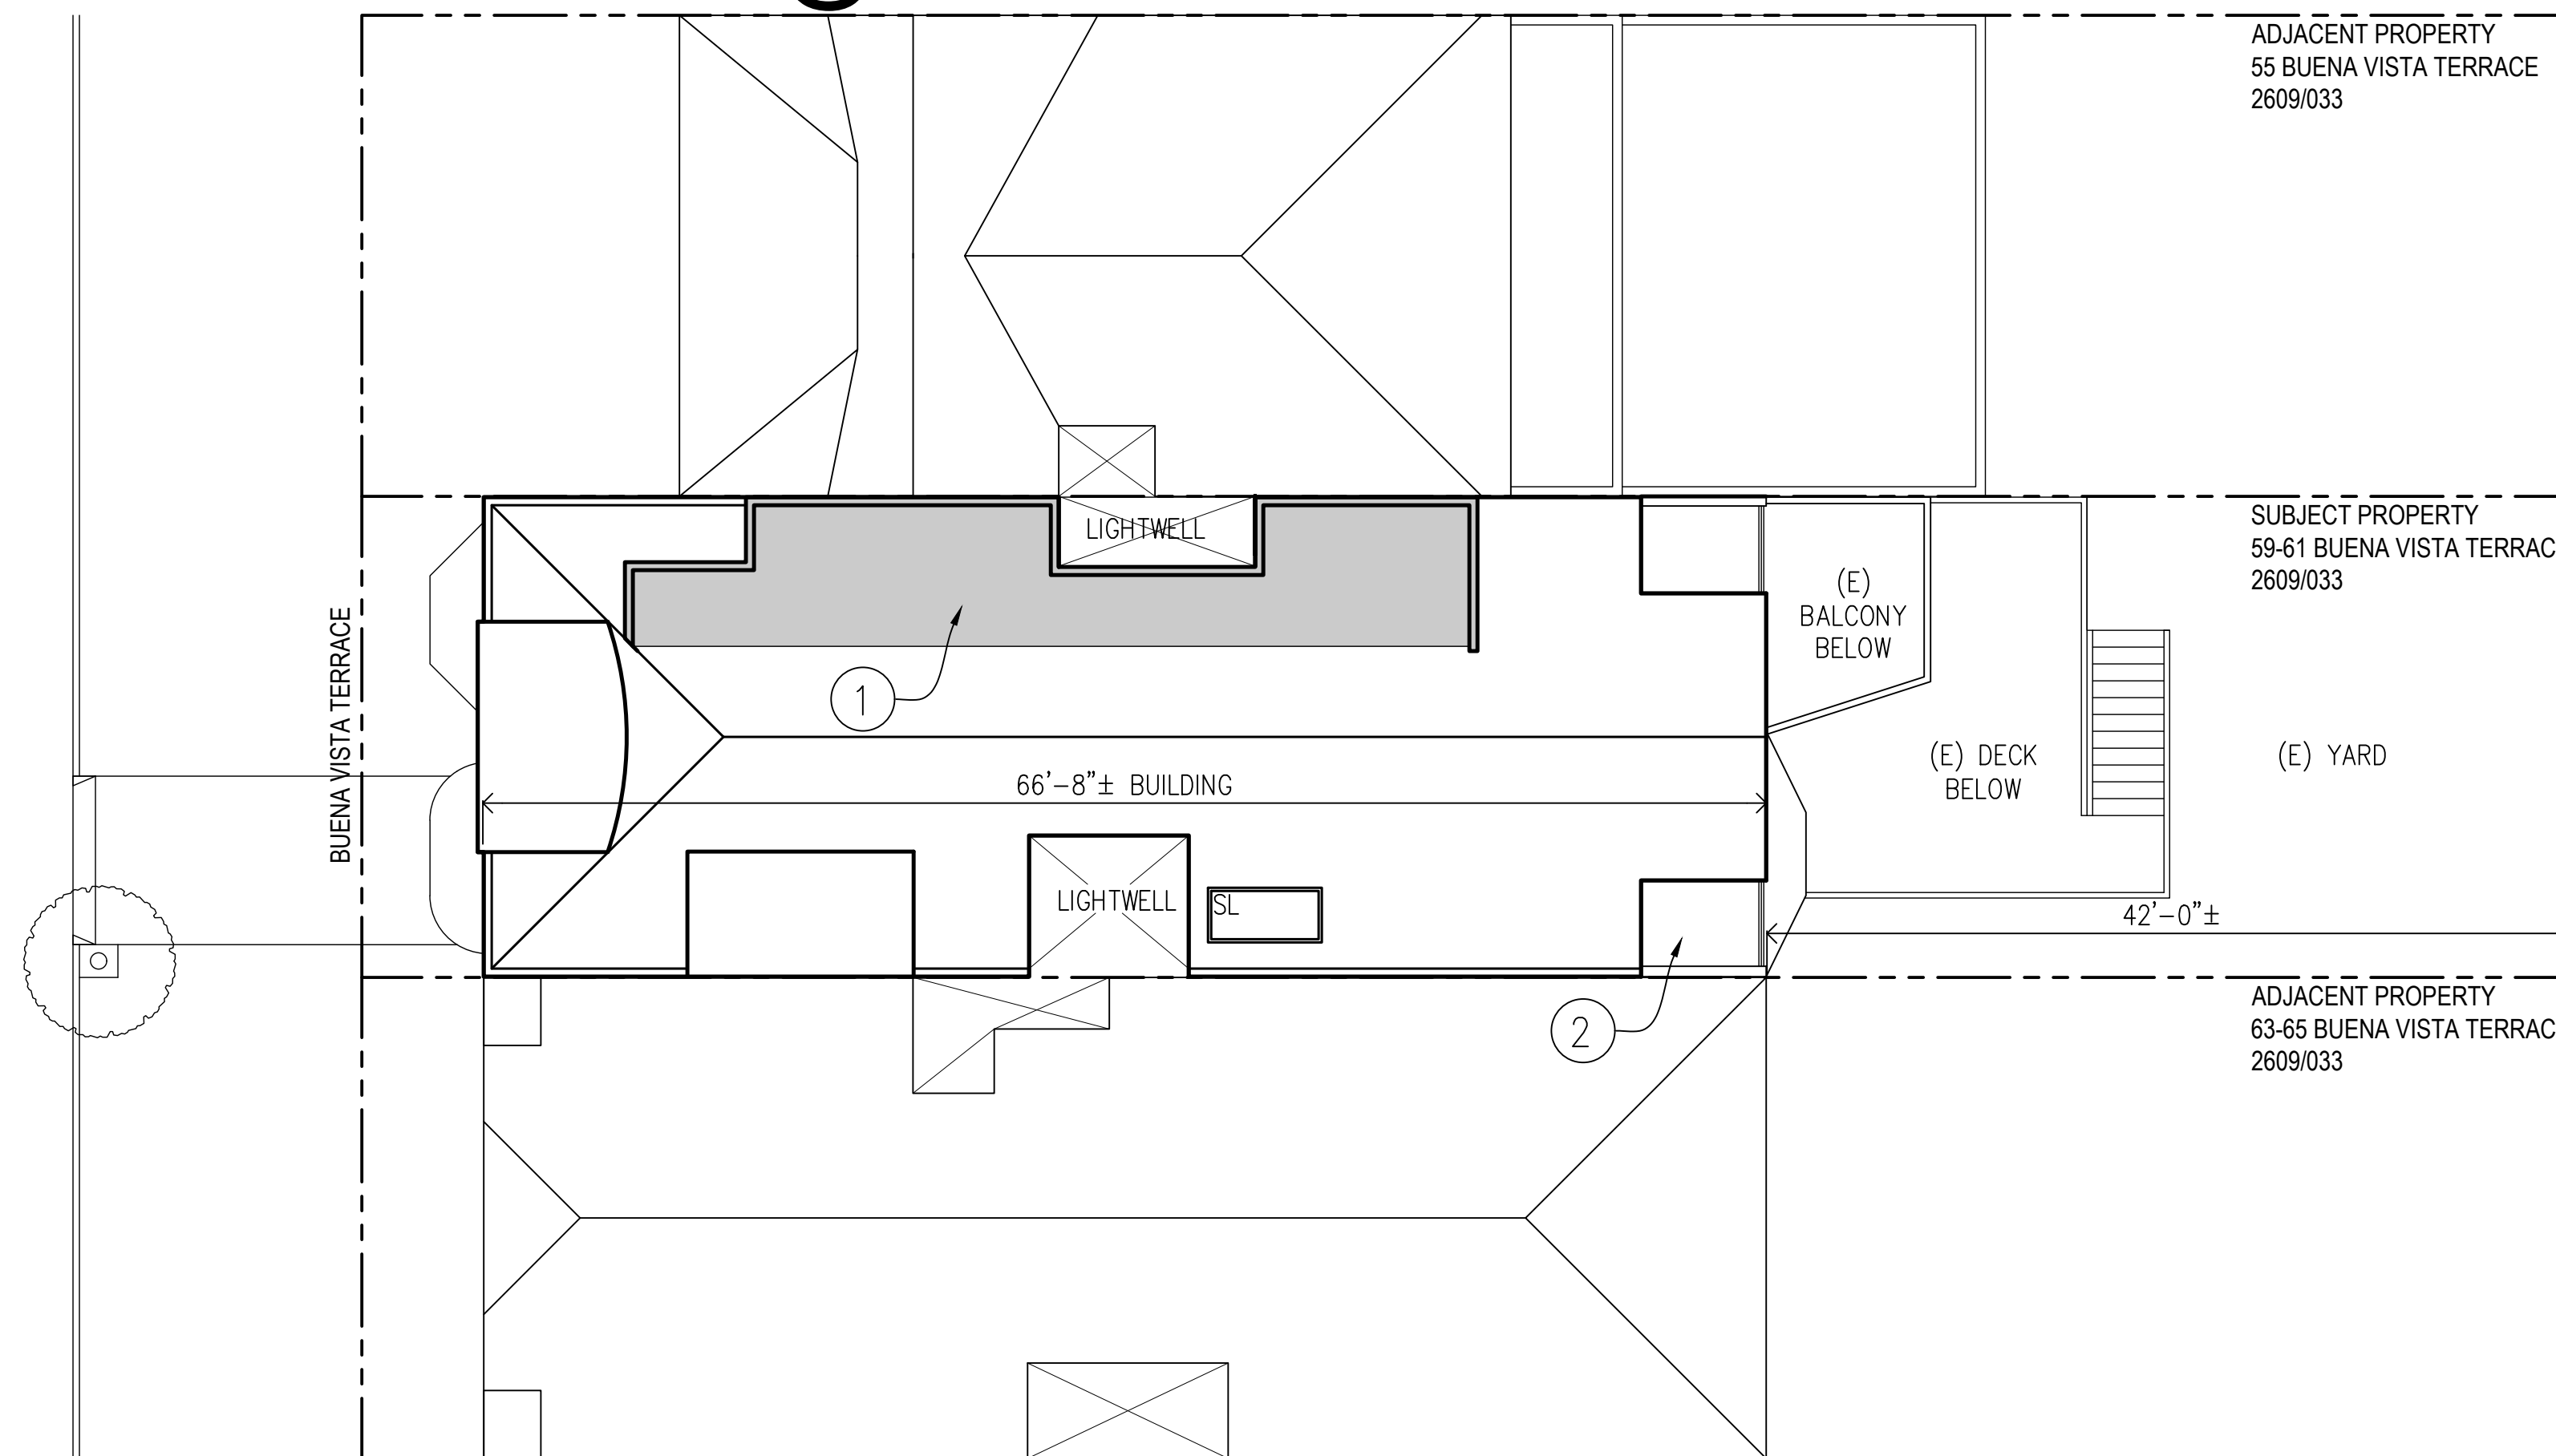 ADJACENT PROPERTY
55 BUENA VISTA TERRACE
2609/033
LIGHTWELL
SUBJECT PROPERTY
59-61 BUENA VISTA TERRAC
2609/033
(E)
BALCONY
BELOW
BUENA VISTA TERRACE
1
(E) DECK
BELOW
(E) YARD
66'-8"± BUILDING
LIGHTWELL
SL
42'-0"±
2
ADJACENT PROPERTY
63-65 BUENA VISTA TERRAC
2609/033